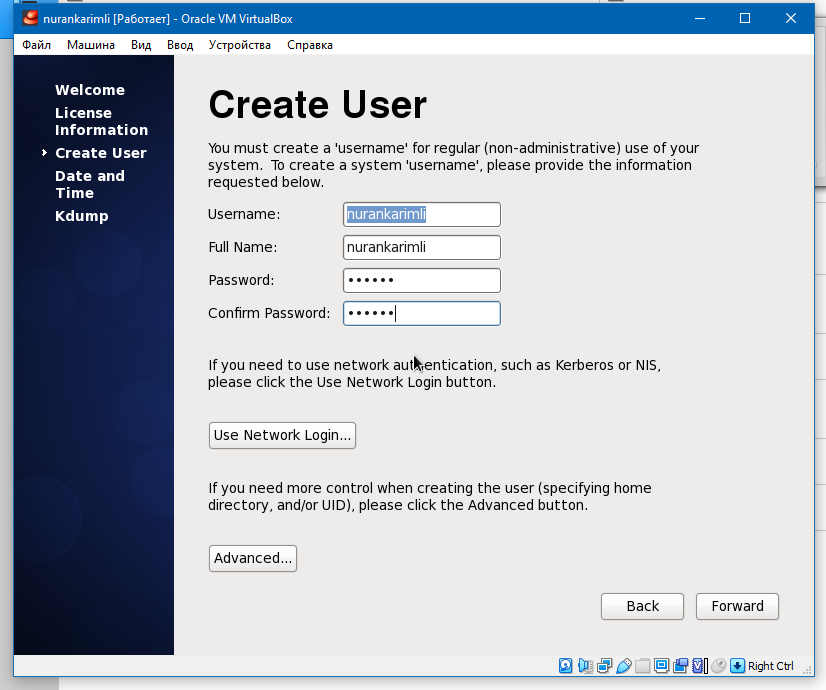 nurankarimli [Работает] - Oracle VM VirtualBox
Файл Машина Вид Ввод Устройства Справка
Welcome
License
Information
Create User
Date and
Time
Kdump
Create User
You must create a 'username' for regular (non-administrative) use of your
system. To create a system 'username', please provide the information
requested below.
Username: nurankarimli
Full Name: nurankarimli
Password: ••••••
Confirm Password: ••••••
If you need to use network authentication, such as Kerberos or NIS,
please click the Use Network Login button.
Use Network Login...
If you need more control when creating the user (specifying home
directory, and/or UID), please click the Advanced button.
Advanced...
Back Forward
Right Ctrl